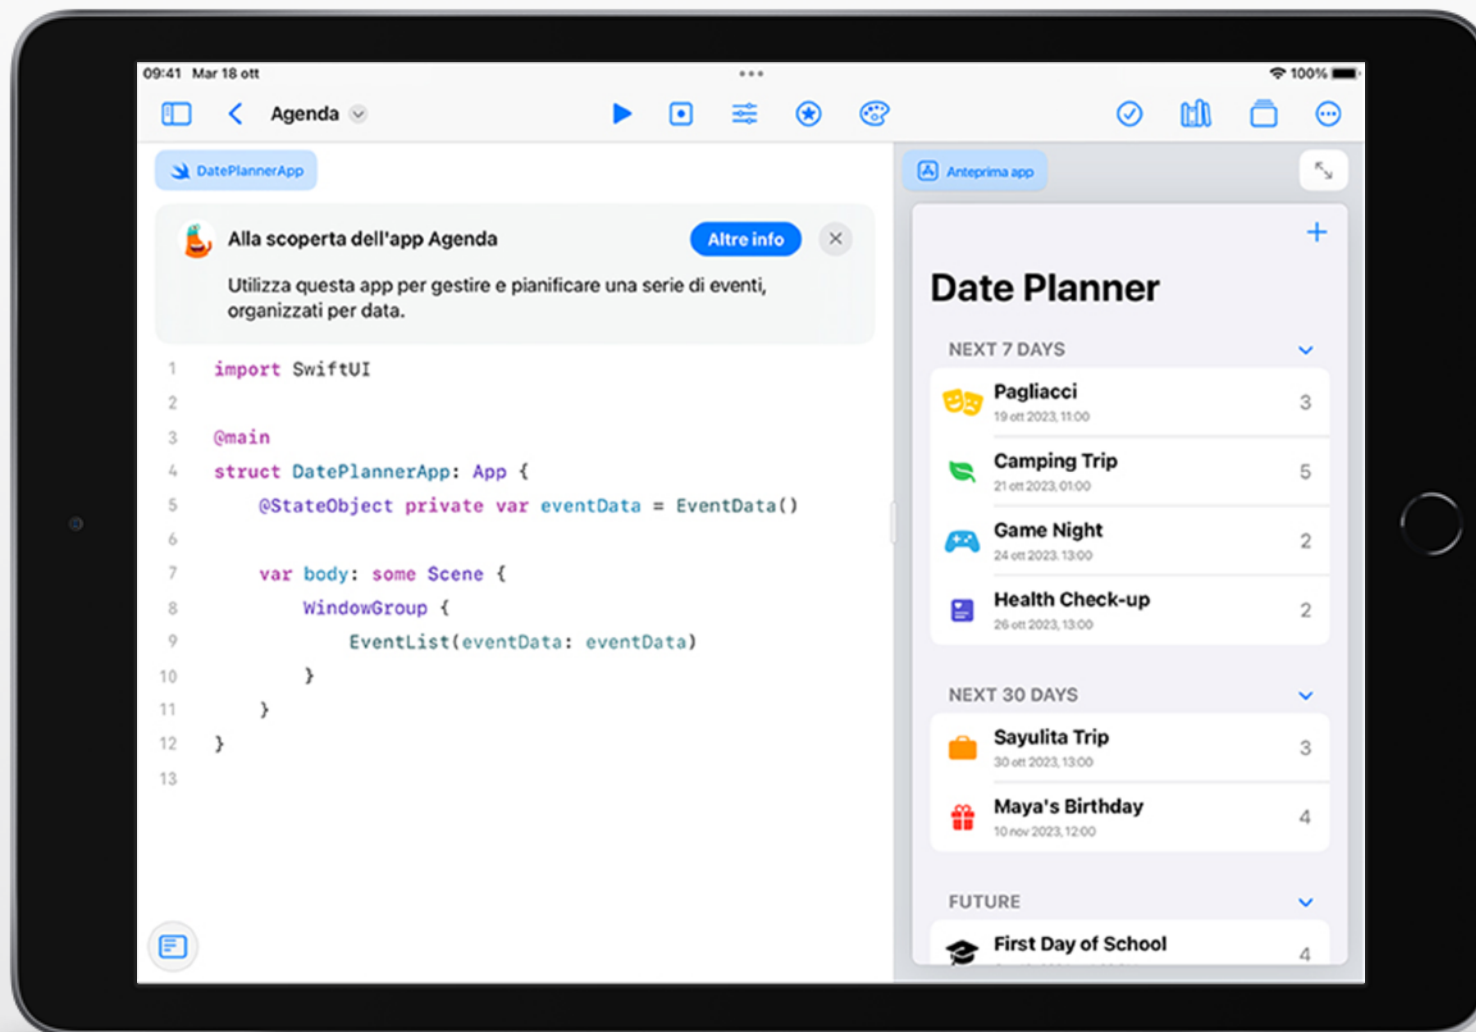 09:41 Mar 18 ott
100%
Agenda
DatePlannerApp
Alla scoperta dell'app Agenda
Altre info
Utilizza questa app per gestire e pianificare una serie di eventi,
organizzati per data.
1 import SwiftUI
2
3 @main
4 struct DatePlannerApp: App {
5 @StateObject private var eventData = EventData()
6
7 var body: some Scene {
8 WindowGroup {
9 EventList(eventData: eventData)
10 }
11 }
12 }
13
Anteprima app
Date Planner
NEXT 7 DAYS
Pagliacci
19 ott 2023, 11:00
3
Camping Trip
21 ott 2023, 01:00
5
Game Night
24 ott 2023. 13:00
2
Health Check-up
26 ott 2023, 13:00
2
NEXT 30 DAYS
Sayulita Trip
30 ott 2023, 13:00
3
Maya's Birthday
10 nov 2023, 12:00
4
FUTURE
First Day of School
4